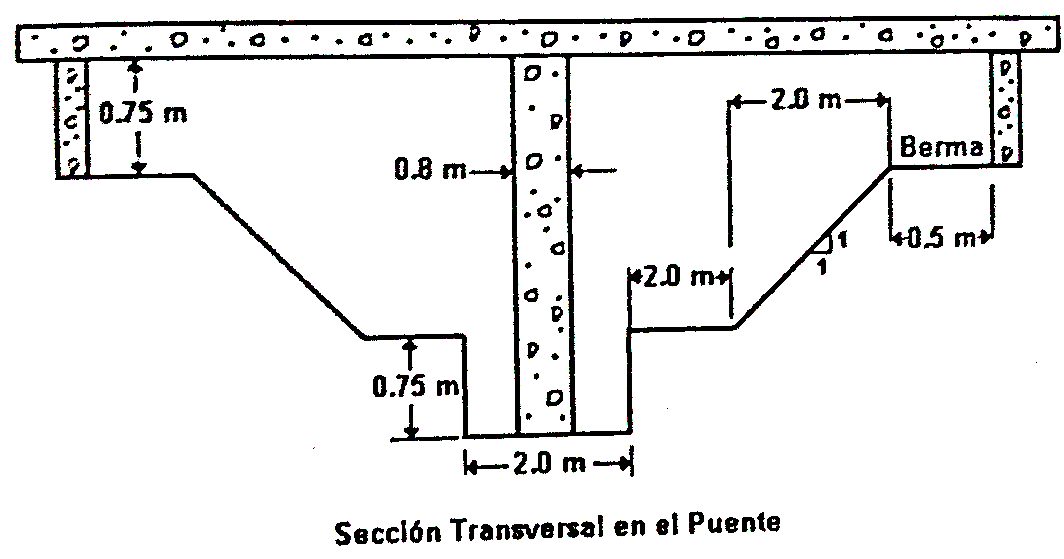 0.75 m
2.0 m
Berma
0.8 m
1
1
0.5 m
2.0 m
0.75 m
2.0 m
Sección Transversal en el Puente